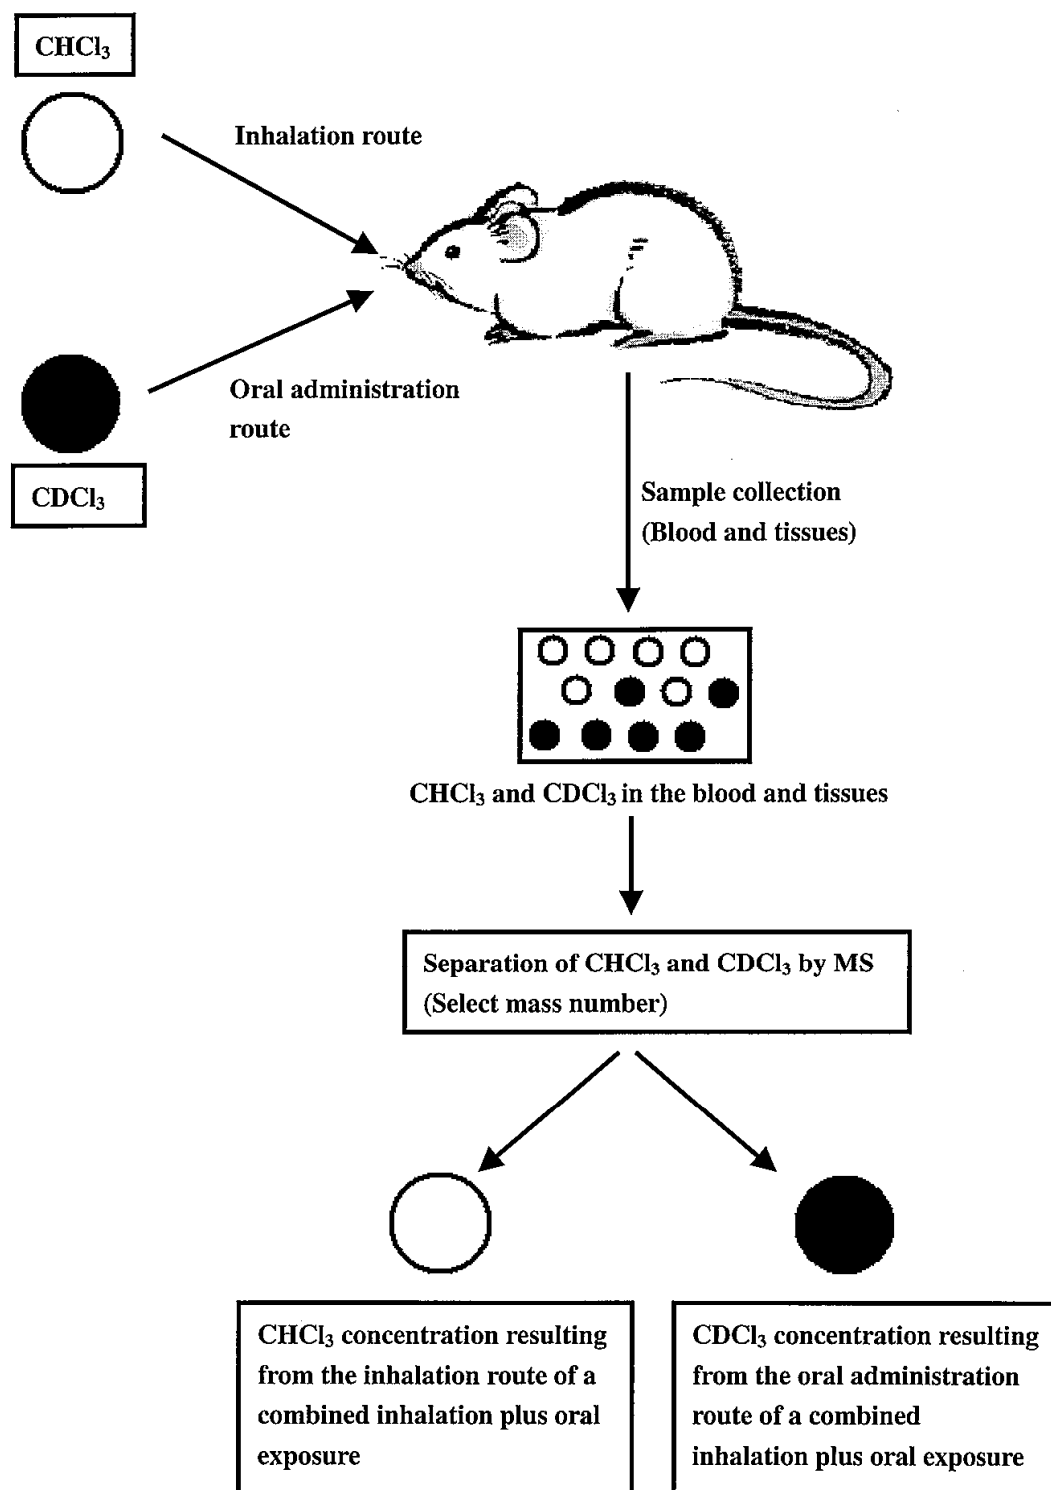 CHCl₃
Inhalation route
Oral administration
route
CDCl₃
Sample collection
(Blood and tissues)
CHCl₃ and CDCl₃ in the blood and tissues
Separation of CHCl₃ and CDCl₃ by MS
(Select mass number)
CHCl₃ concentration resulting
from the inhalation route of a
combined inhalation plus oral
exposure
CDCl₃ concentration resulting
from the oral administration
route of a combined
inhalation plus oral exposure